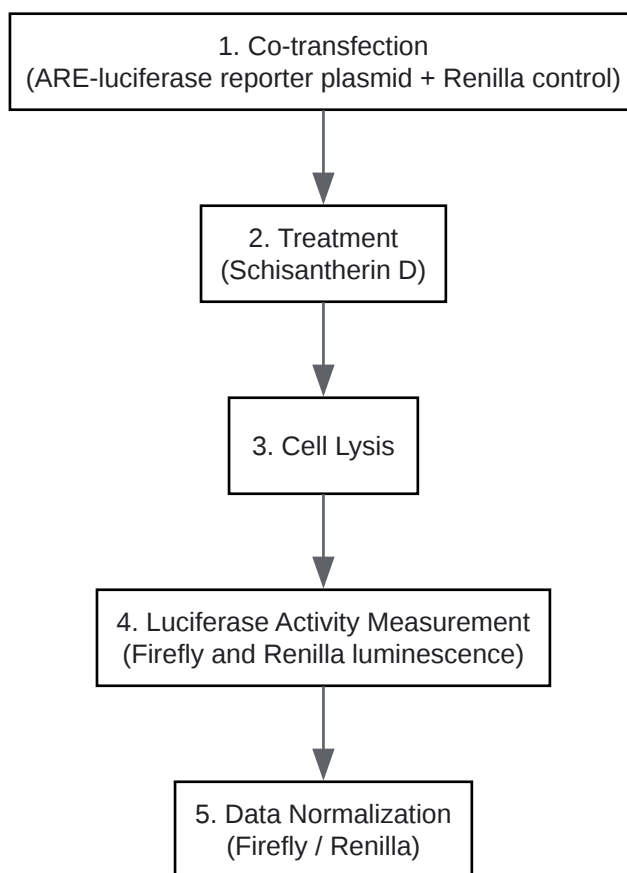 1. Co-transfection
(ARE-luciferase reporter plasmid + Renilla control)
2. Treatment
(Schisantherin D)
3. Cell Lysis
4. Luciferase Activity Measurement
(Firefly and Renilla luminescence)
5. Data Normalization
(Firefly / Renilla)